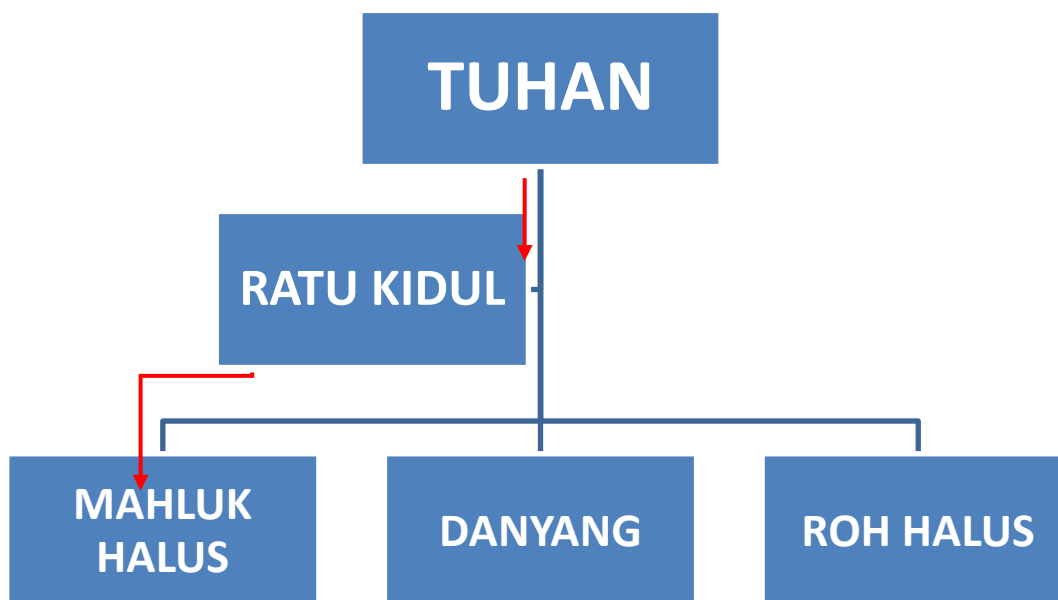 TUHAN
RATU KIDUL
MAHLUK
HALUS
DANYANG
ROH HALUS